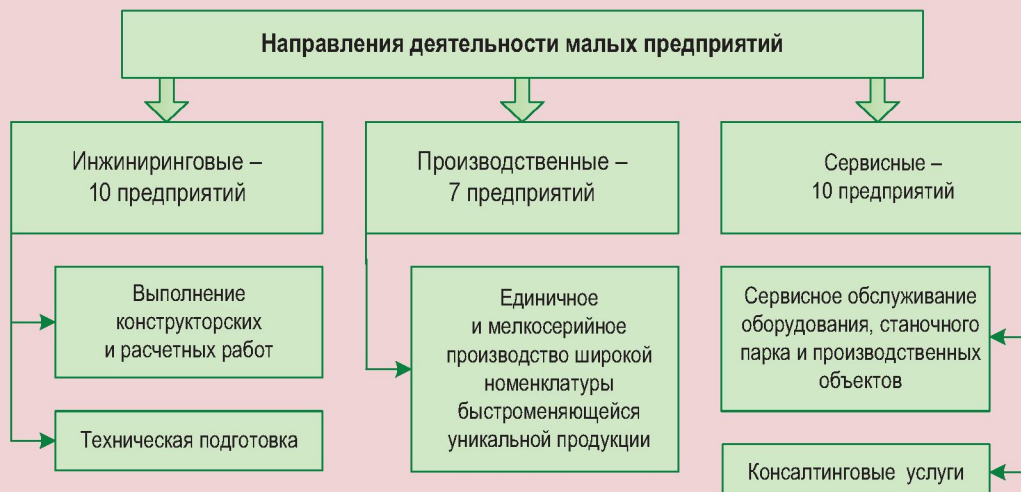 Направления деятельности малых предприятий
Инжиниринговые –
10 предприятий
Выполнение
конструкторских
и расчетных работ
Техническая подготовка
Производственные –
7 предприятий
Единичное
и мелкосерийное
производство широкой
номенклатуры
быстроменяющейся
уникальной продукции
Сервисные –
10 предприятий
Сервисное обслуживание
оборудования, станочного
парка и производственных
объектов
Консалтинговые услуги